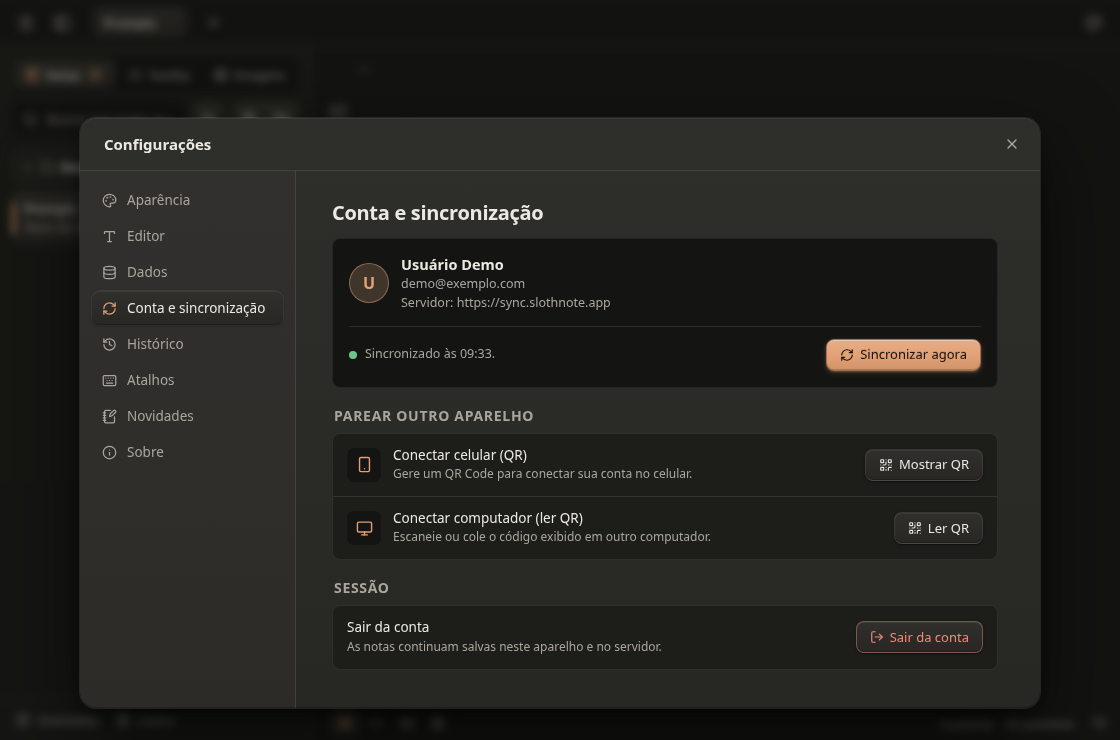 Configurações
Aparência
Editor
Dados
Conta e sincronização
Histórico
Atalhos
Novidades
Sobre
Conta e sincronização
U
Usuário Demo
demo@exemplo.com
Servidor: https://sync.slothnote.app
Sincronizado às 09:33.
Sincronizar agora
PAREAR OUTRO APARELHO
Conectar celular (QR)
Gere um QR Code para conectar sua conta no celular.
Mostrar QR
Conectar computador (ler QR)
Escaneie ou cole o código exibido em outro computador.
Ler QR
SESSÃO
Sair da conta
As notas continuam salvas neste aparelho e no servidor.
Sair da conta